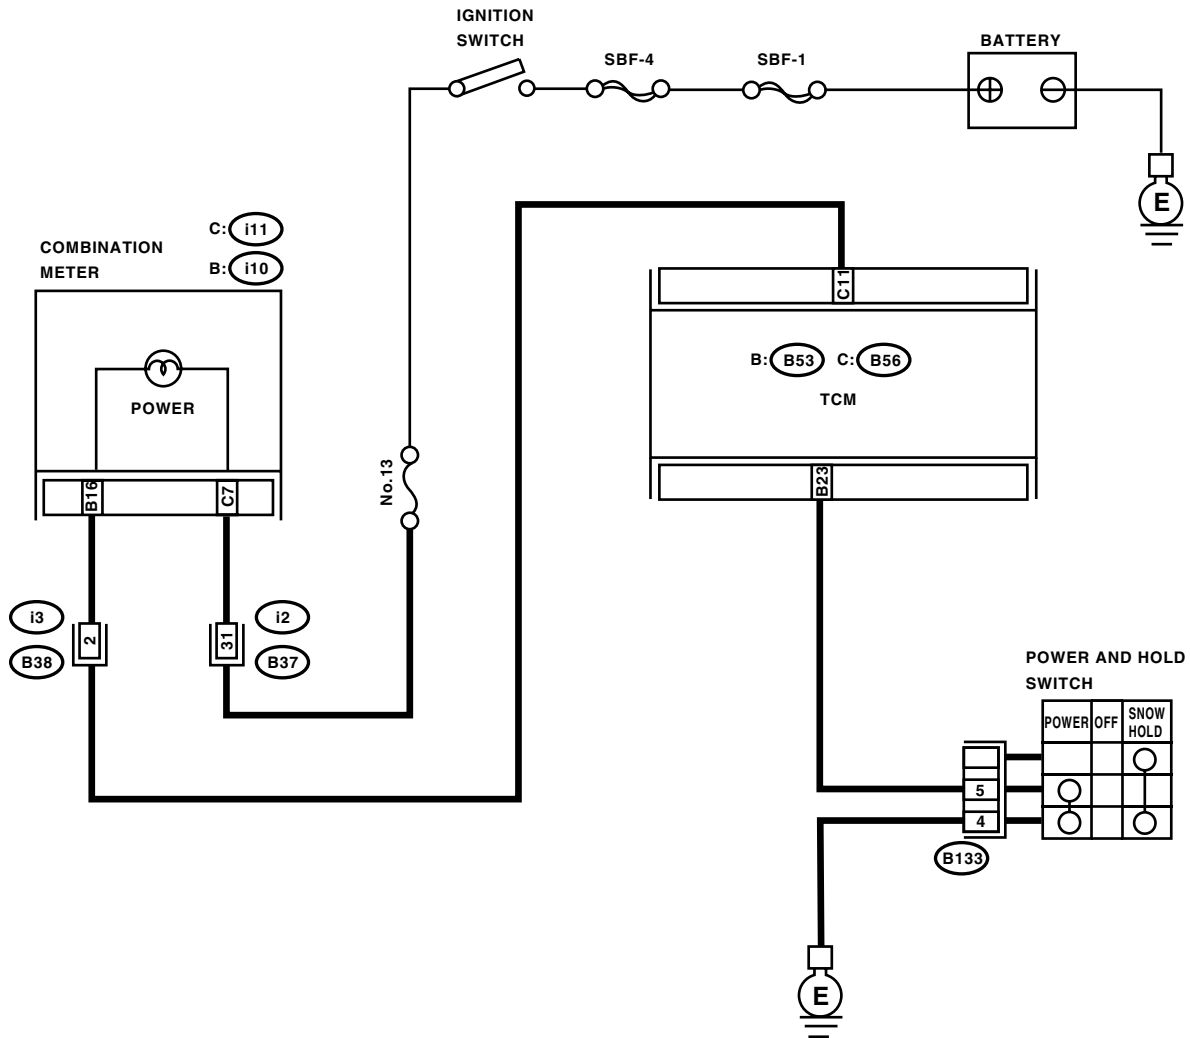 IGNITION
SWITCH
SBF-4
SBF-1
BATTERY
E
C: i11
B: i10
COMBINATION
METER
POWER
B16
C7
No.13
C11
B: B53 C: B56
TCM
B23
i3
B38
2
31
i2
B37
POWER AND HOLD
SWITCH
POWER OFF SNOW
HOLD
5
4
B133
E